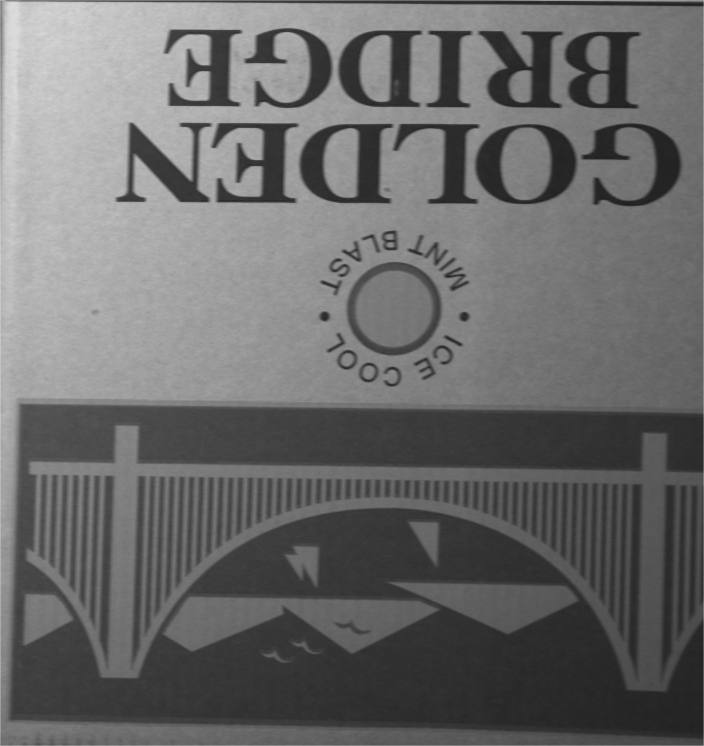 ICE COOL •
MINT BLAST •
GOLDEN
BRIDGE